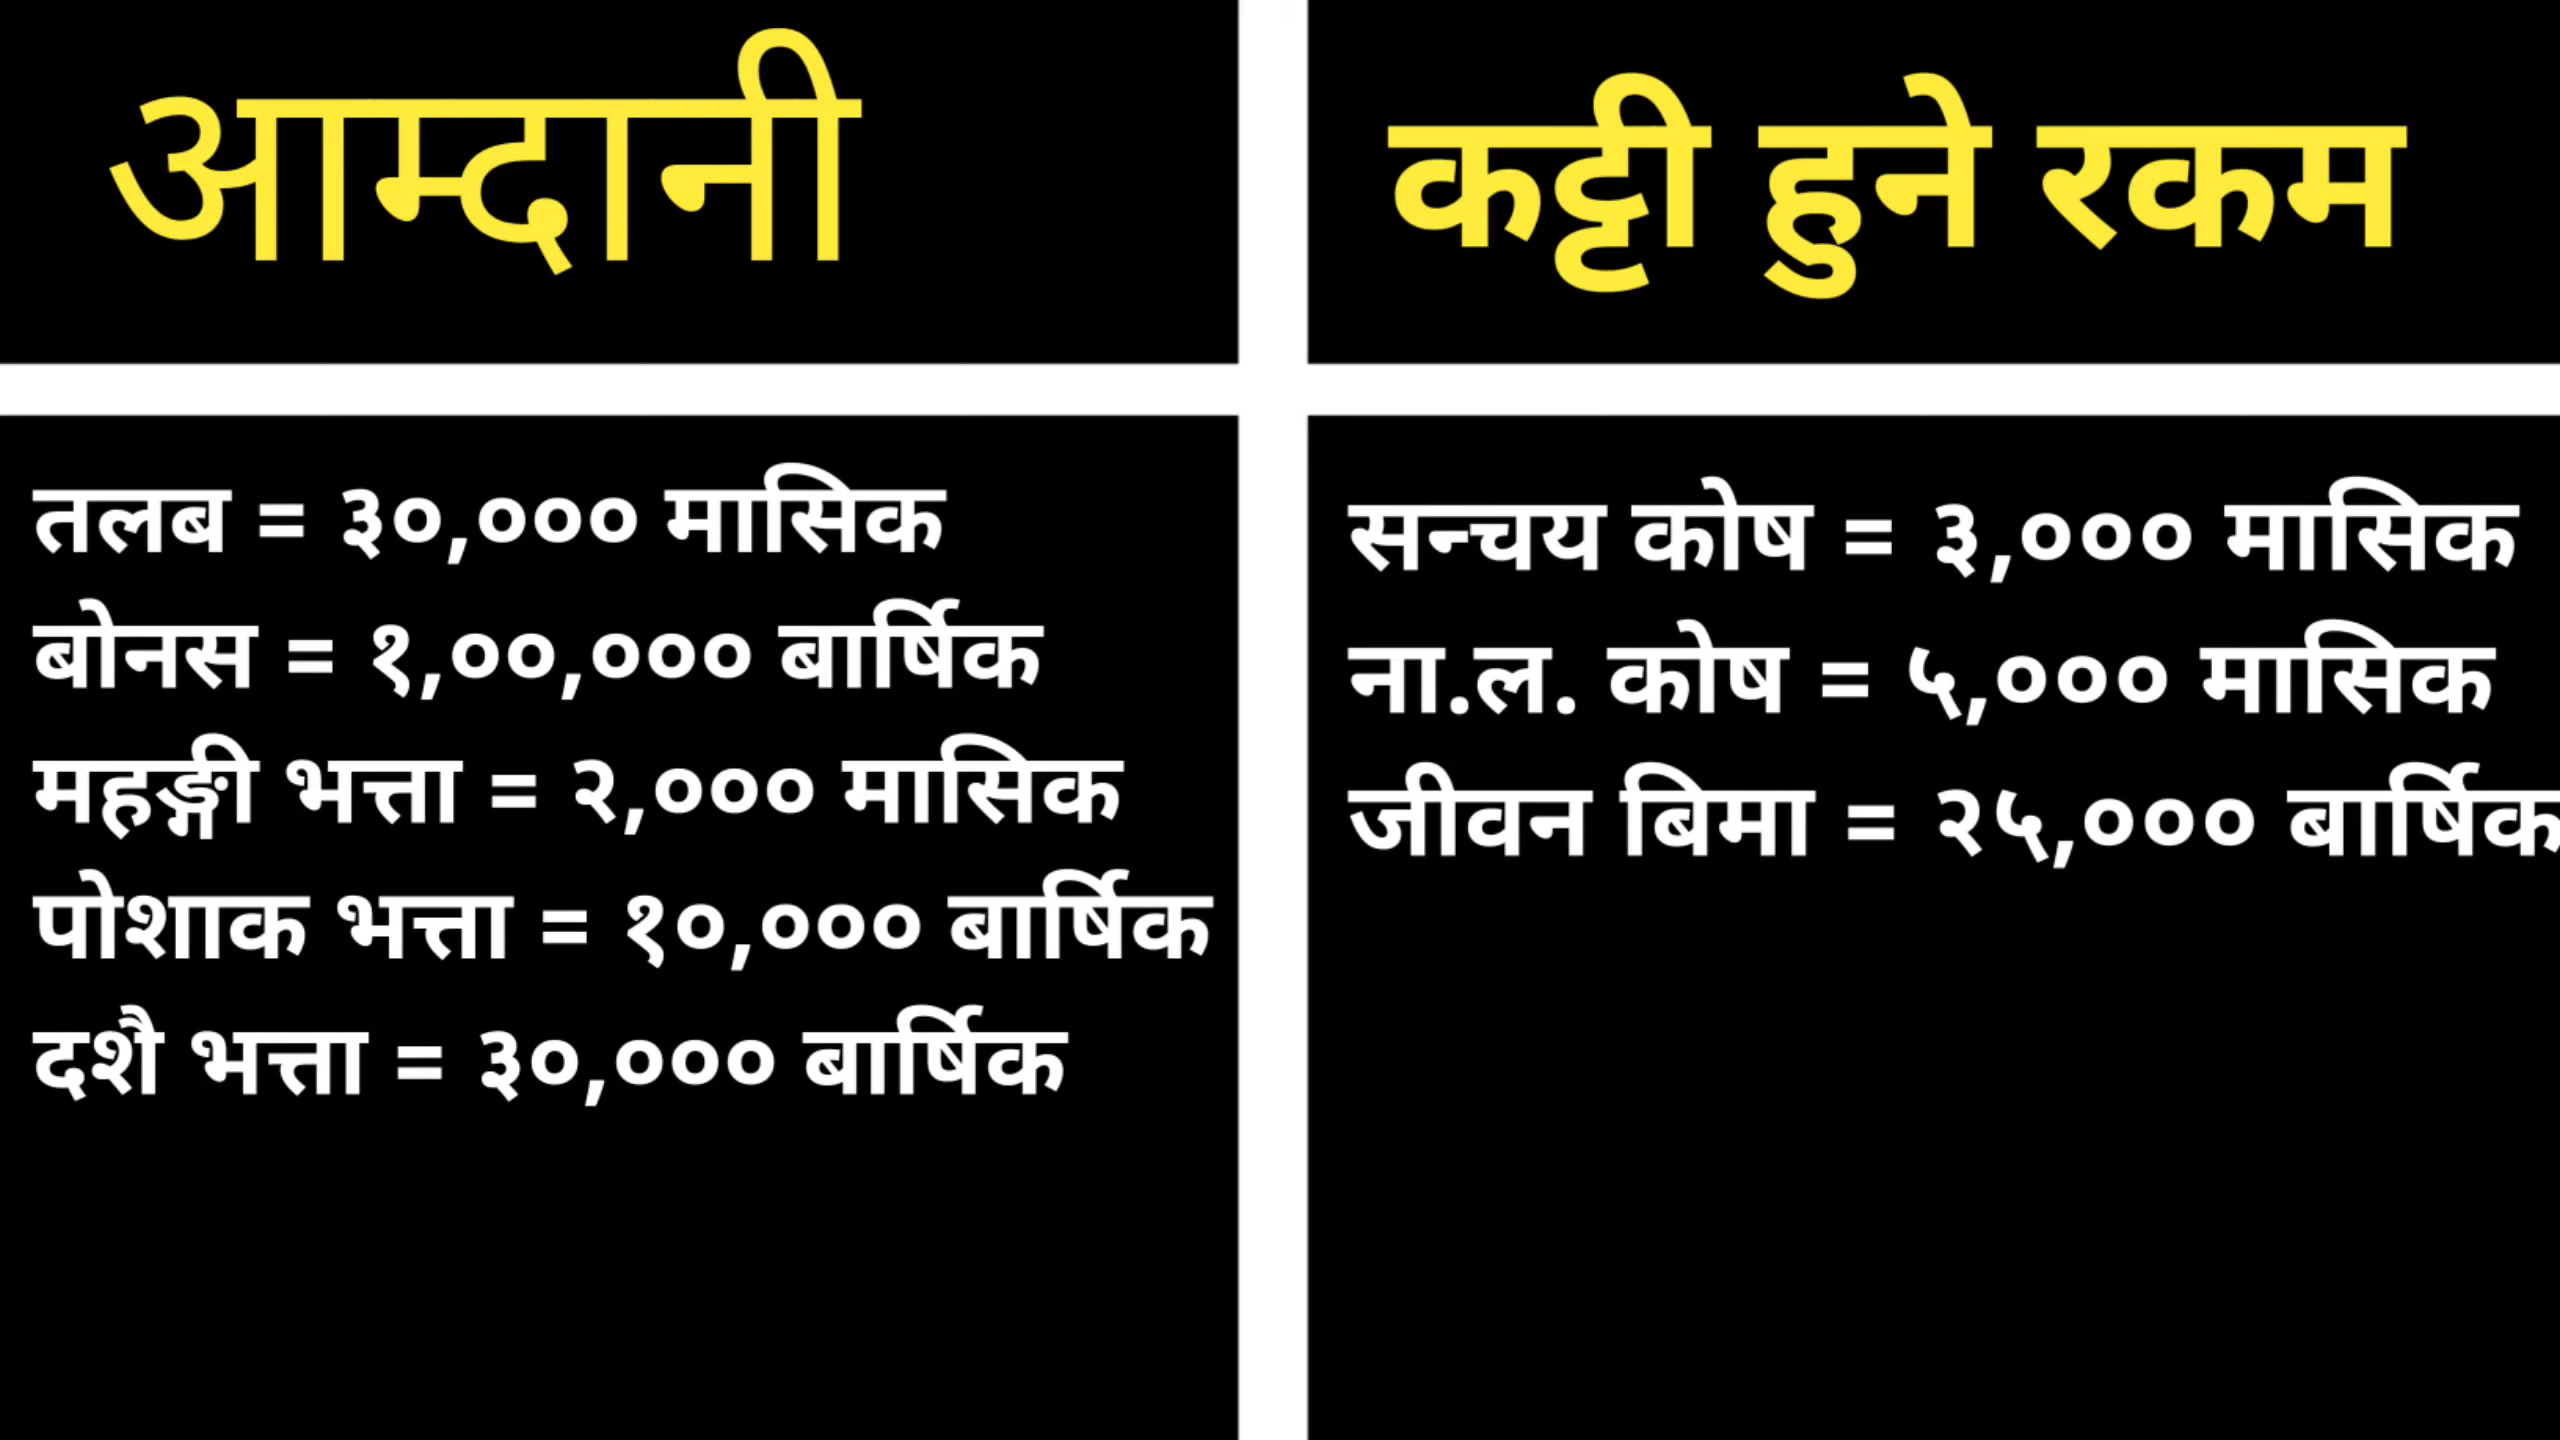 आम्दानी
कट्टी हुने रकम
तलब = ३०,००० मासिक
बोनस = १,००,००० बार्षिक
महङ्गी भत्ता = २,००० मासिक
पोशाक भत्ता = १०,००० बार्षिक
दशै भत्ता = ३०,००० बार्षिक
सन्चय कोष = ३,००० मासिक
ना.ल. कोष = ५,००० मासिक
जीवन बिमा = २५,००० बार्षिक